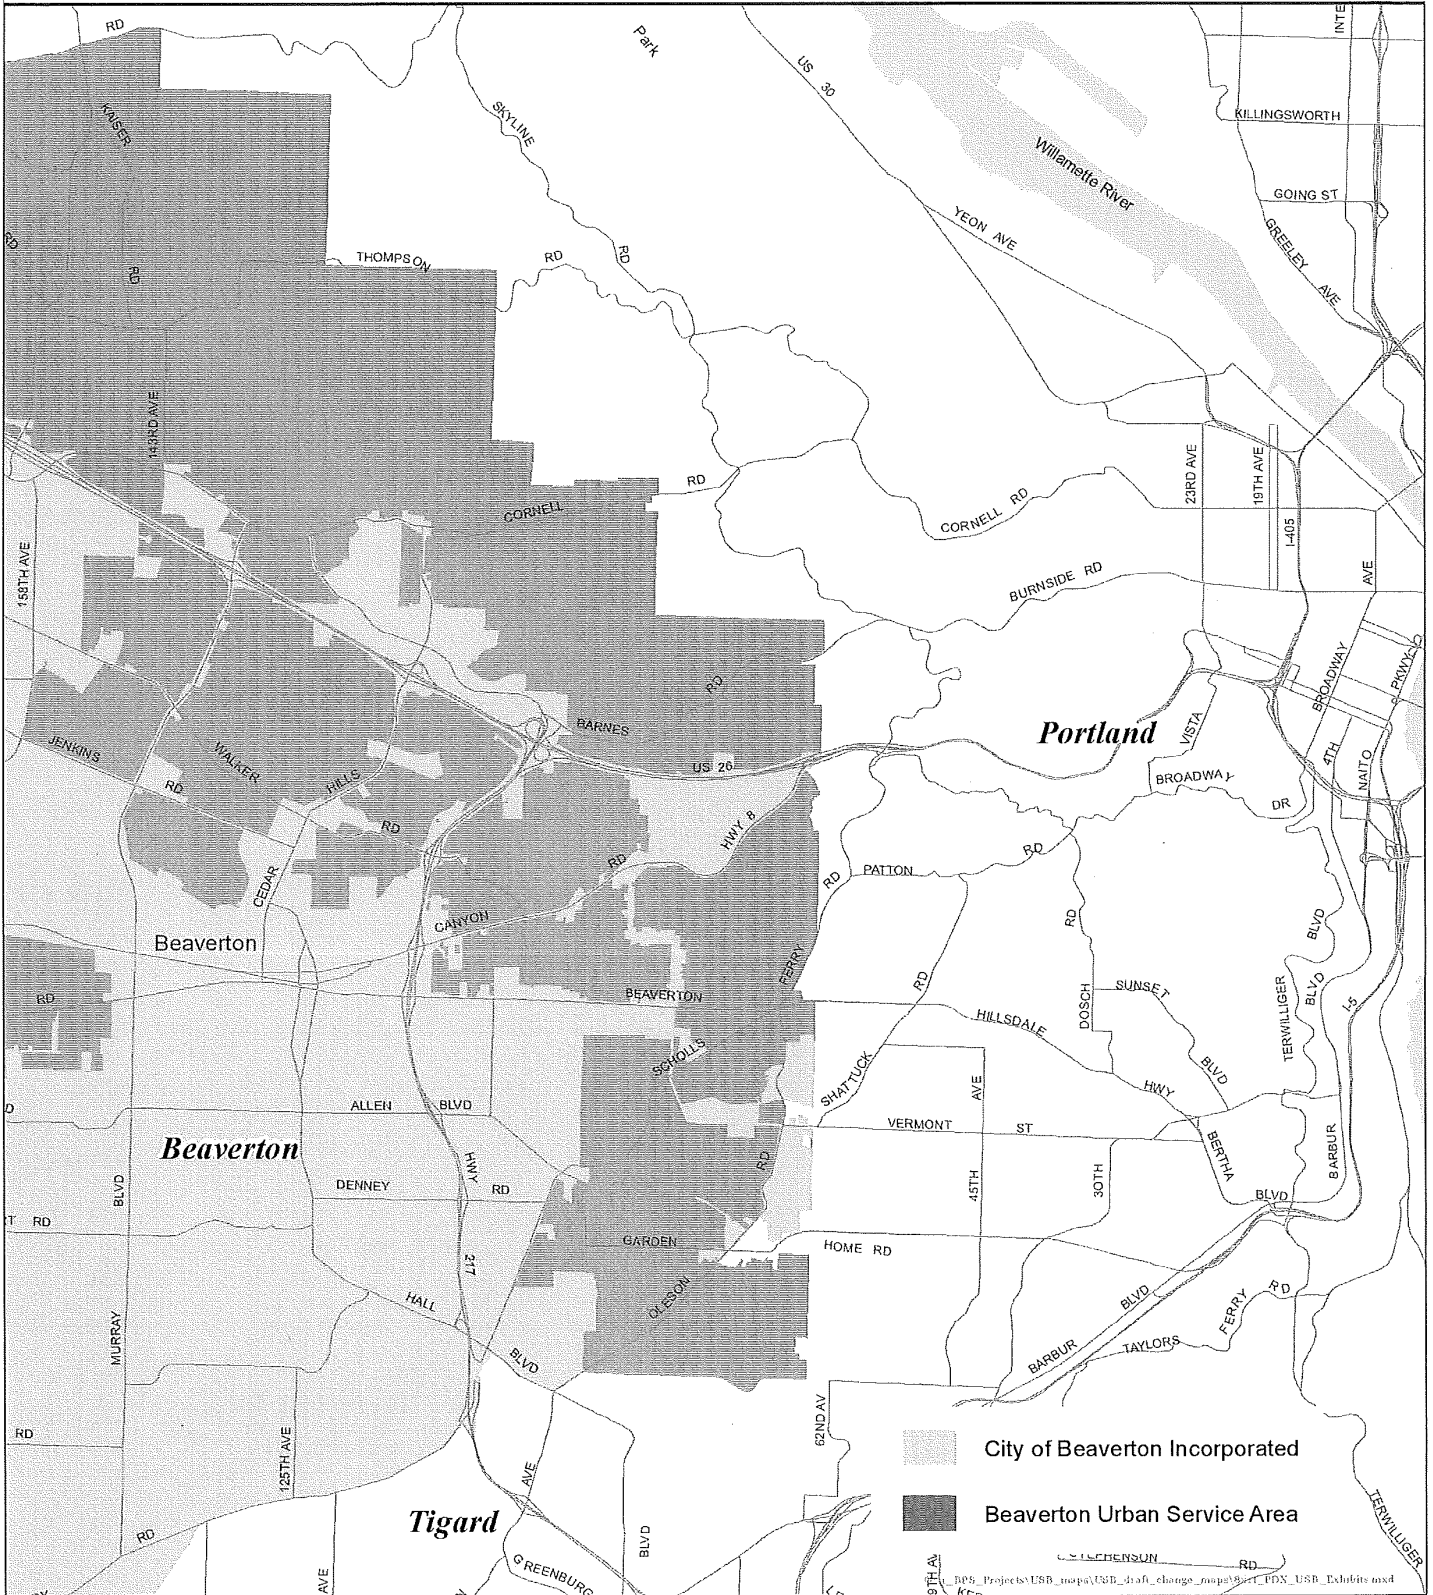 RD
Park
US 30
INTE
KAISER
SKYLINE
KILLINGSWORTH
Willamette River
GOING ST
YEON AVE
GREELEY AVE
RD
RD
THOMPSON RD
RD
143RD AVE
RD
CORNELL
CORNELL RD
23RD AVE
19TH AVE
I-405
158TH AVE
BURNSIDE RD
AVE
RD
BROADWAY
PKWY
BARNES
Portland
VISTA
4TH
NAITO
JENKINS
RD
WALKER
HILLS
RD
US 26
BROADWAY
DR
HWY 8
RD
RD
PATTON
RD
CEDAR
CANYON
RD
BLVD
Beaverton
FERRY
RD
BEAVERTON
RD
DOSCH
SUNSET
BLVD
TERWILLIGER
BLVD
I-5
HILLSDALE
HWY
SCHOLLS
SHATTUCK
AVE
D
ALLEN BLVD
VERMONT ST
Beaverton
HWY
RD
BERTHA
BARBUR
BLVD
DENNEY RD
45TH
30TH
BLVD
T RD
GARDEN
HOME RD
217
OLESON
HALL
BLVD
BLVD
FERRY
RD
MURRAY
BARBUR
TAYLORS
RD
125TH AVE
62ND AV
City of Beaverton Incorporated
AVE
Tigard
Beaverton Urban Service Area
TERWILLIGER
RD
BLVD
AVE
GREENBURG
STEPHENSON
RD
9TH AV